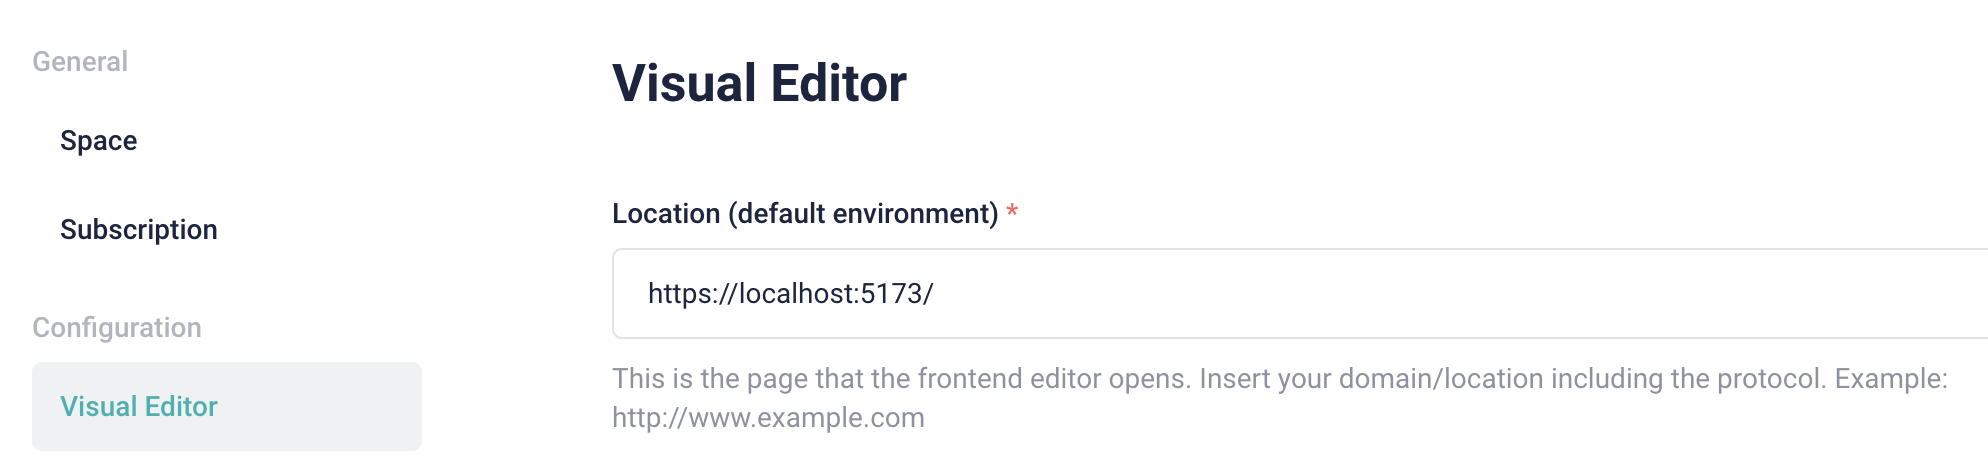 General
Space
Subscription
Configuration
Visual Editor
Visual Editor
Location (default environment) *
https://localhost:5173/
This is the page that the frontend editor opens. Insert your domain/location including the protocol. Example:
http://www.example.com